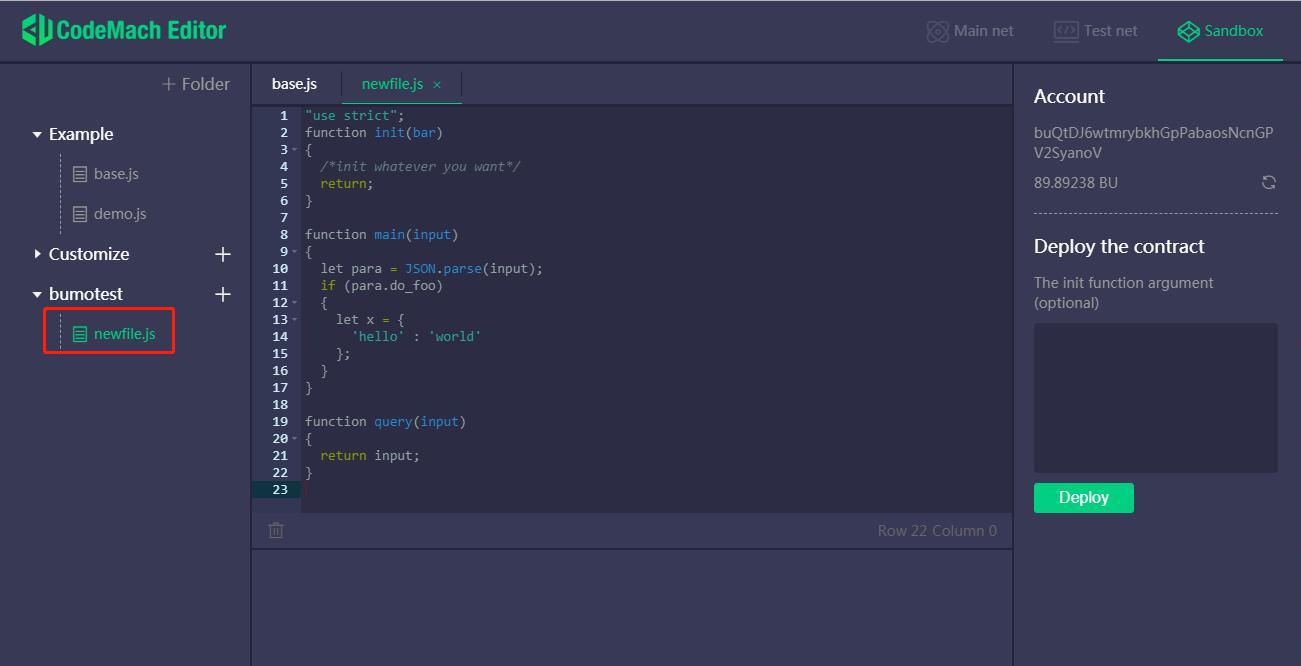 CodeMach Editor
Main net
</> Test net
Sandbox
+ Folder
Example
base.js
demo.js
Customize +
bumotest +
newfile.js
base.js
newfile.js ×
1 "use strict";
2 function init(bar)
3 {
4 /*init whatever you want*/
5 return;
6 }
7
8 function main(input)
9 {
10 let para = JSON.parse(input);
11 if (para.do_foo)
12 {
13 let x = {
14 'hello' : 'world'
15 };
16 }
17 }
18
19 function query(input)
20 {
21 return input;
22 }
23
Row 22 Column 0
Account
buQtDJ6wtmrybkhGpPabaosNcnGP
V2SyanoV
89.89238 BU
Deploy the contract
The init function argument
(optional)
Deploy